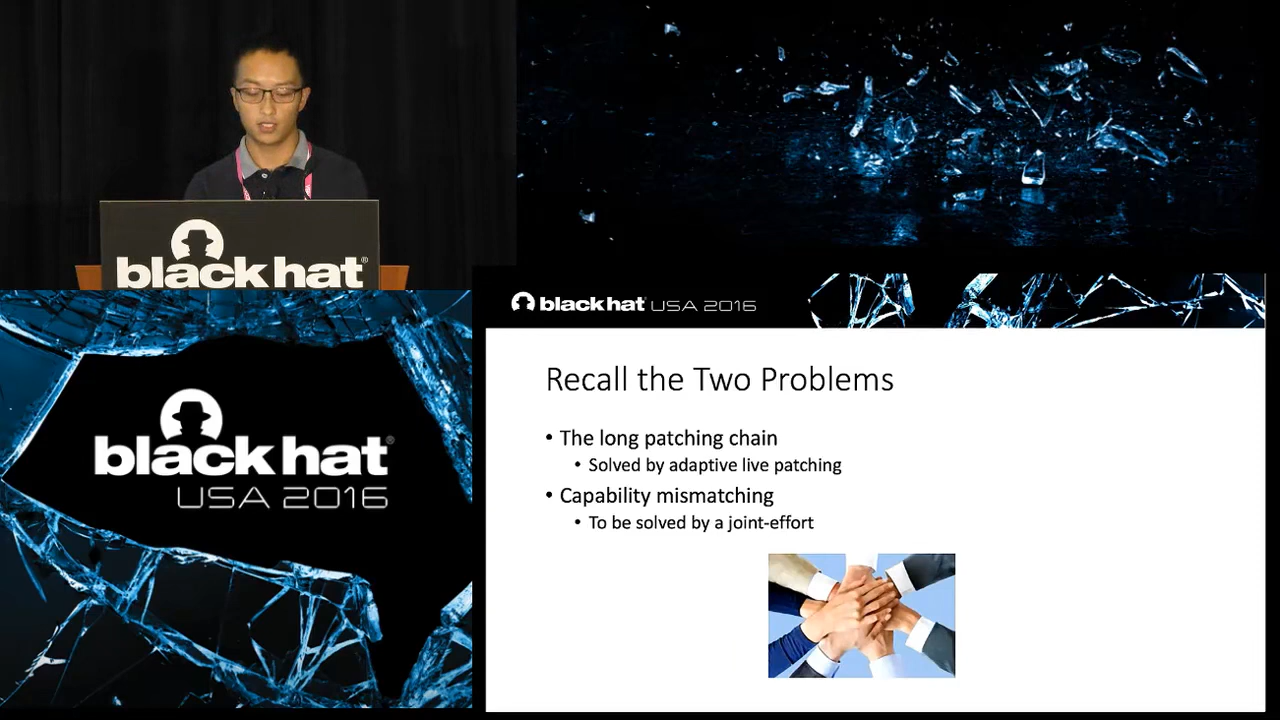 black hat®
black hat®
USA 2016
black hat® USA 2016
Recall the Two Problems
• The long patching chain
• Solved by adaptive live patching
• Capability mismatching
• To be solved by a joint-effort